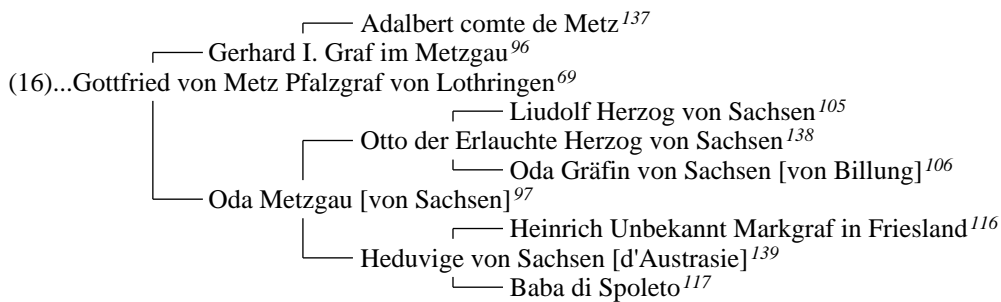 Adalbert comte de Metz137
Gerhard I. Graf im Metzgau96
(16)...Gottfried von Metz Pfalzgraf von Lothringen69
Liudolf Herzog von Sachsen105
Otto der Erlauchte Herzog von Sachsen138
Oda Gräfin von Sachsen [von Billung]106
Oda Metzgau [von Sachsen]97
Heinrich Unbekannt Markgraf in Friesland116
Heduvige von Sachsen [d'Austrasie]139
Baba di Spoleto117